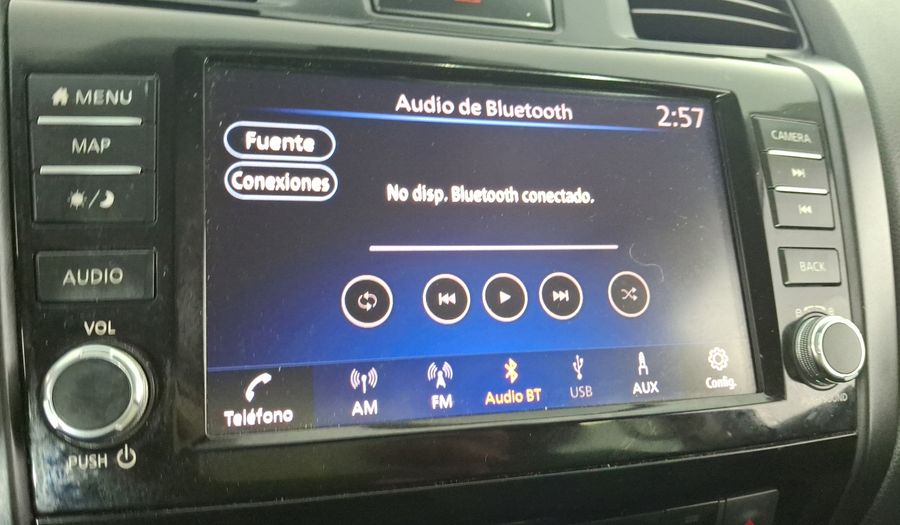 MENU
MAP
AUDIO
VOL
PUSH
Audio de Bluetooth
2:57
Fuente
Conexiones
No disp. Bluetooth conectado.
Teléfono
AM
FM
Audio BT
USB
AUX
Config.
CAMERA
BACK